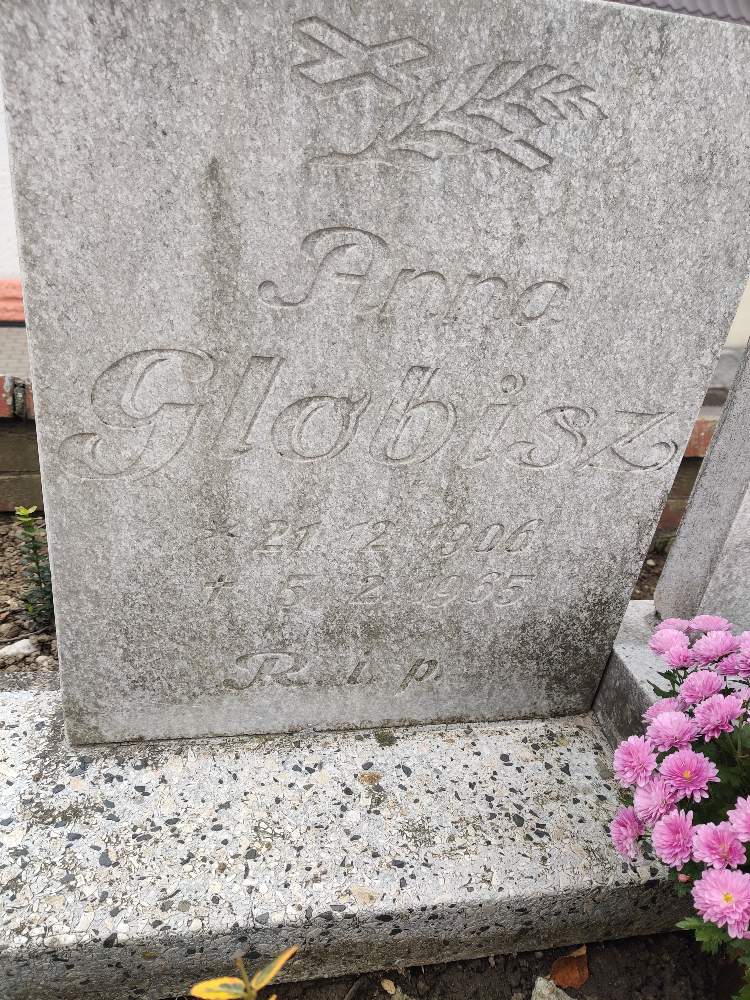 Anna
Globisz
* 21. 12. 1906
+ 5. 2. 1965
R. i. p.